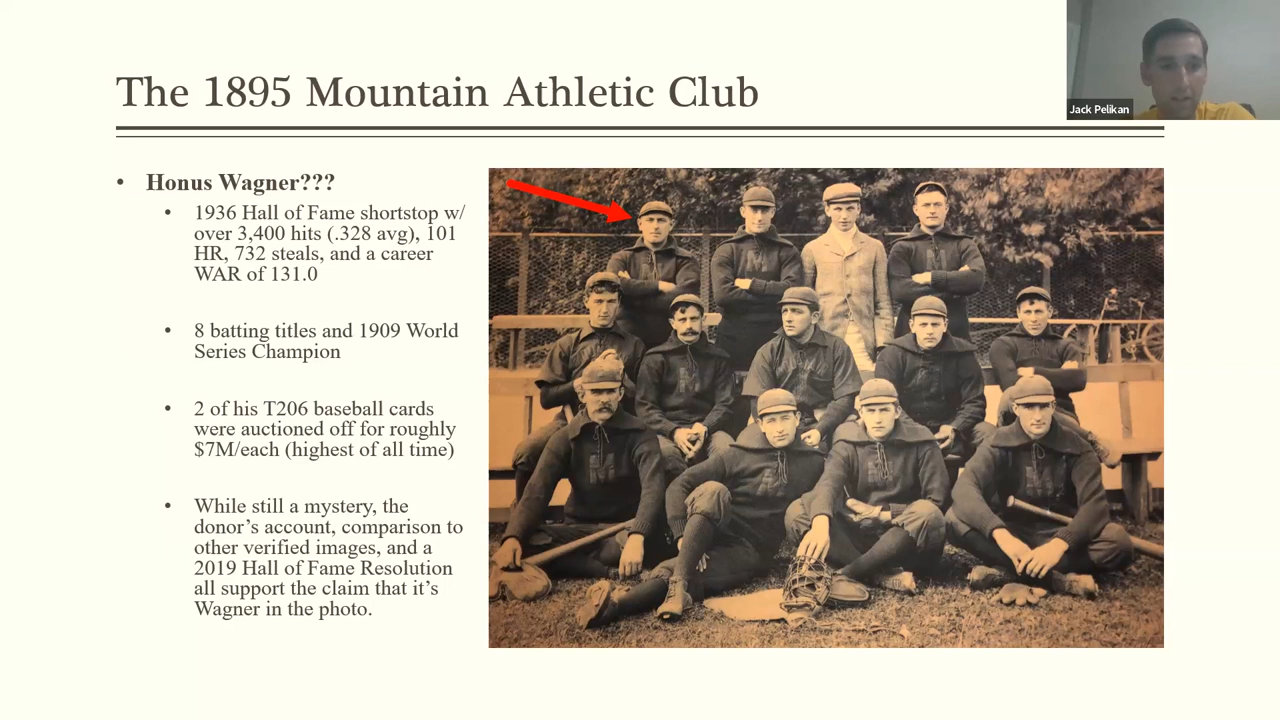 The 1895 Mountain Athletic Club
Jack Pelikan
• Honus Wagner???
• 1936 Hall of Fame shortstop w/
over 3,400 hits (.328 avg), 101
HR, 732 steals, and a career
WAR of 131.0
• 8 batting titles and 1909 World
Series Champion
• 2 of his T206 baseball cards
were auctioned off for roughly
$7M/each (highest of all time)
• While still a mystery, the
donor’s account, comparison to
other verified images, and a
2019 Hall of Fame Resolution
all support the claim that it’s
Wagner in the photo.
M
M
M
M
M
M